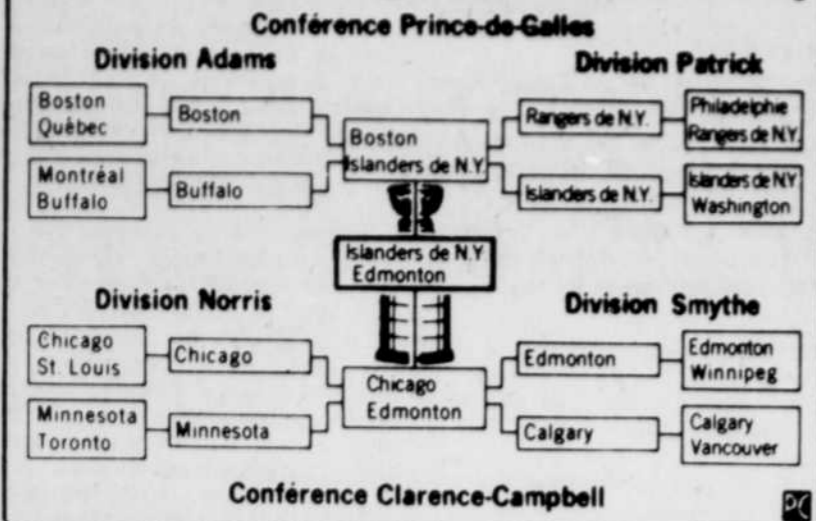 Conférence Prince-de-Galles
Division Adams
Division Patrick
Boston
Québec
Boston
Montréal
Buffalo
Buffalo
Boston
Islanders de N.Y.
Rangers de N.Y.
Philadelphie
Rangers de N.Y.
Islanders de N.Y.
Islanders de N.Y.
Washington
Islanders de N.Y.
Edmonton
Division Norris
Division Smythe
Chicago
St. Louis
Chicago
Minnesota
Toronto
Minnesota
Chicago
Edmonton
Edmonton
Edmonton
Winnipeg
Calgary
Calgary
Vancouver
Conférence Clarence-Campbell